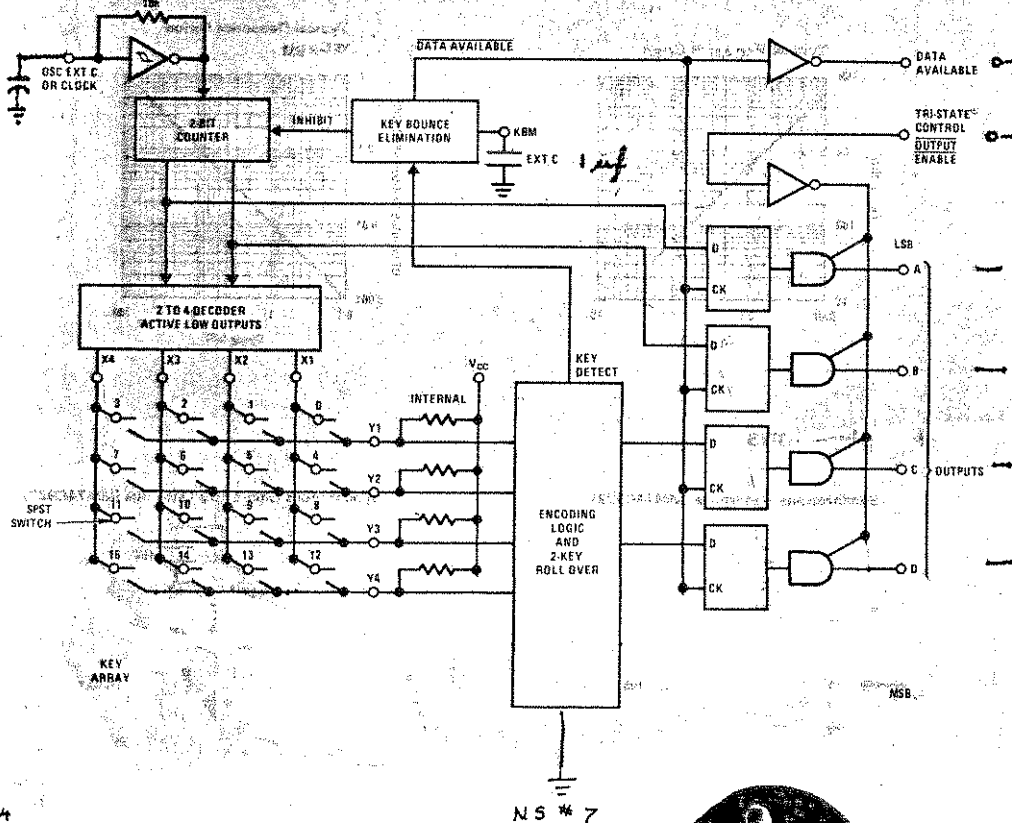 OSC EXT C
OR CLOCK
2-BIT
COUNTER
INHIBIT
DATA AVAILABLE
KEY BOUNCE
ELIMINATION
KBM
EXT C
DATA
AVAILABLE
TRI-STATE
CONTROL
OUTPUT
ENABLE
2 TO 4 DECODER
ACTIVE LOW OUTPUTS
X4 X3 X2 X1
3 2 1 0
7 6 5 4
11 10 9 8
15 14 13 12
Y1
Y2
Y3
Y4
SPST
SWITCH
KEY
ARRAY
VCC
INTERNAL
KEY
DETECT
ENCODING
LOGIC
AND
2-KEY
ROLL OVER
D
CK
D
CK
D
CK
D
CK
LSB
A
B
C
D
OUTPUTS
MSB
NS # 7